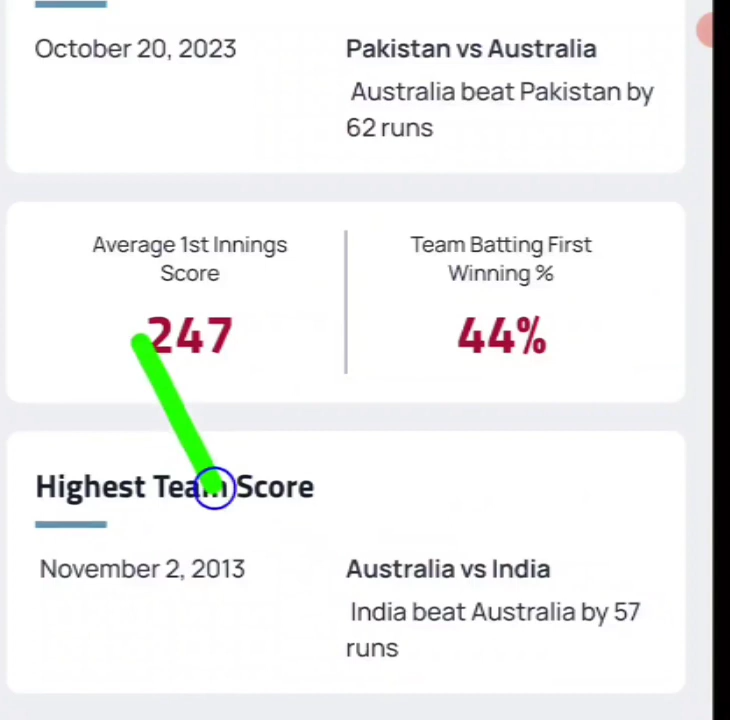 October 20, 2023
Pakistan vs Australia
Australia beat Pakistan by
62 runs
Average 1st Innings
Score
247
Team Batting First
Winning %
44%
Highest Team Score
November 2, 2013
Australia vs India
India beat Australia by 57
runs